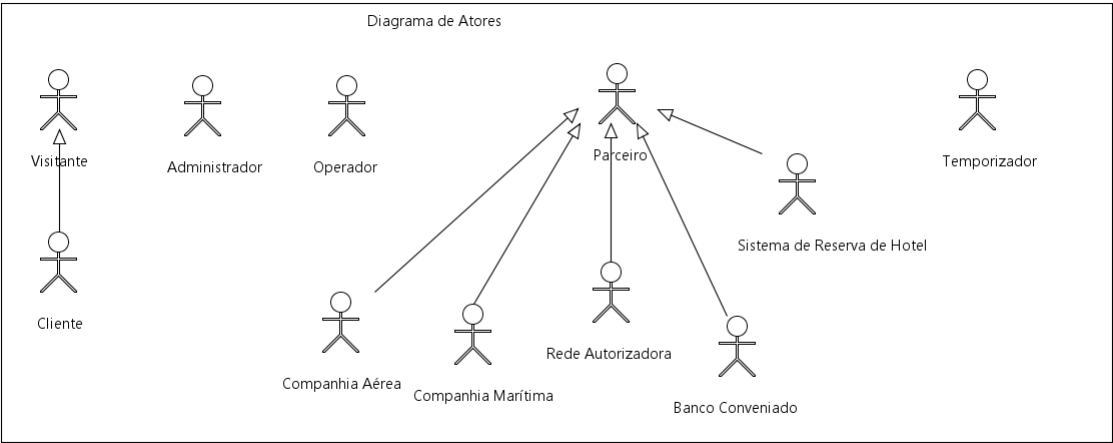 Diagrama de Atores
Visitante
Administrador
Operador
Parceiro
Temporizador
Sistema de Reserva de Hotel
Cliente
Companhia Aérea
Companhia Marítima
Rede Autorizadora
Banco Conveniado